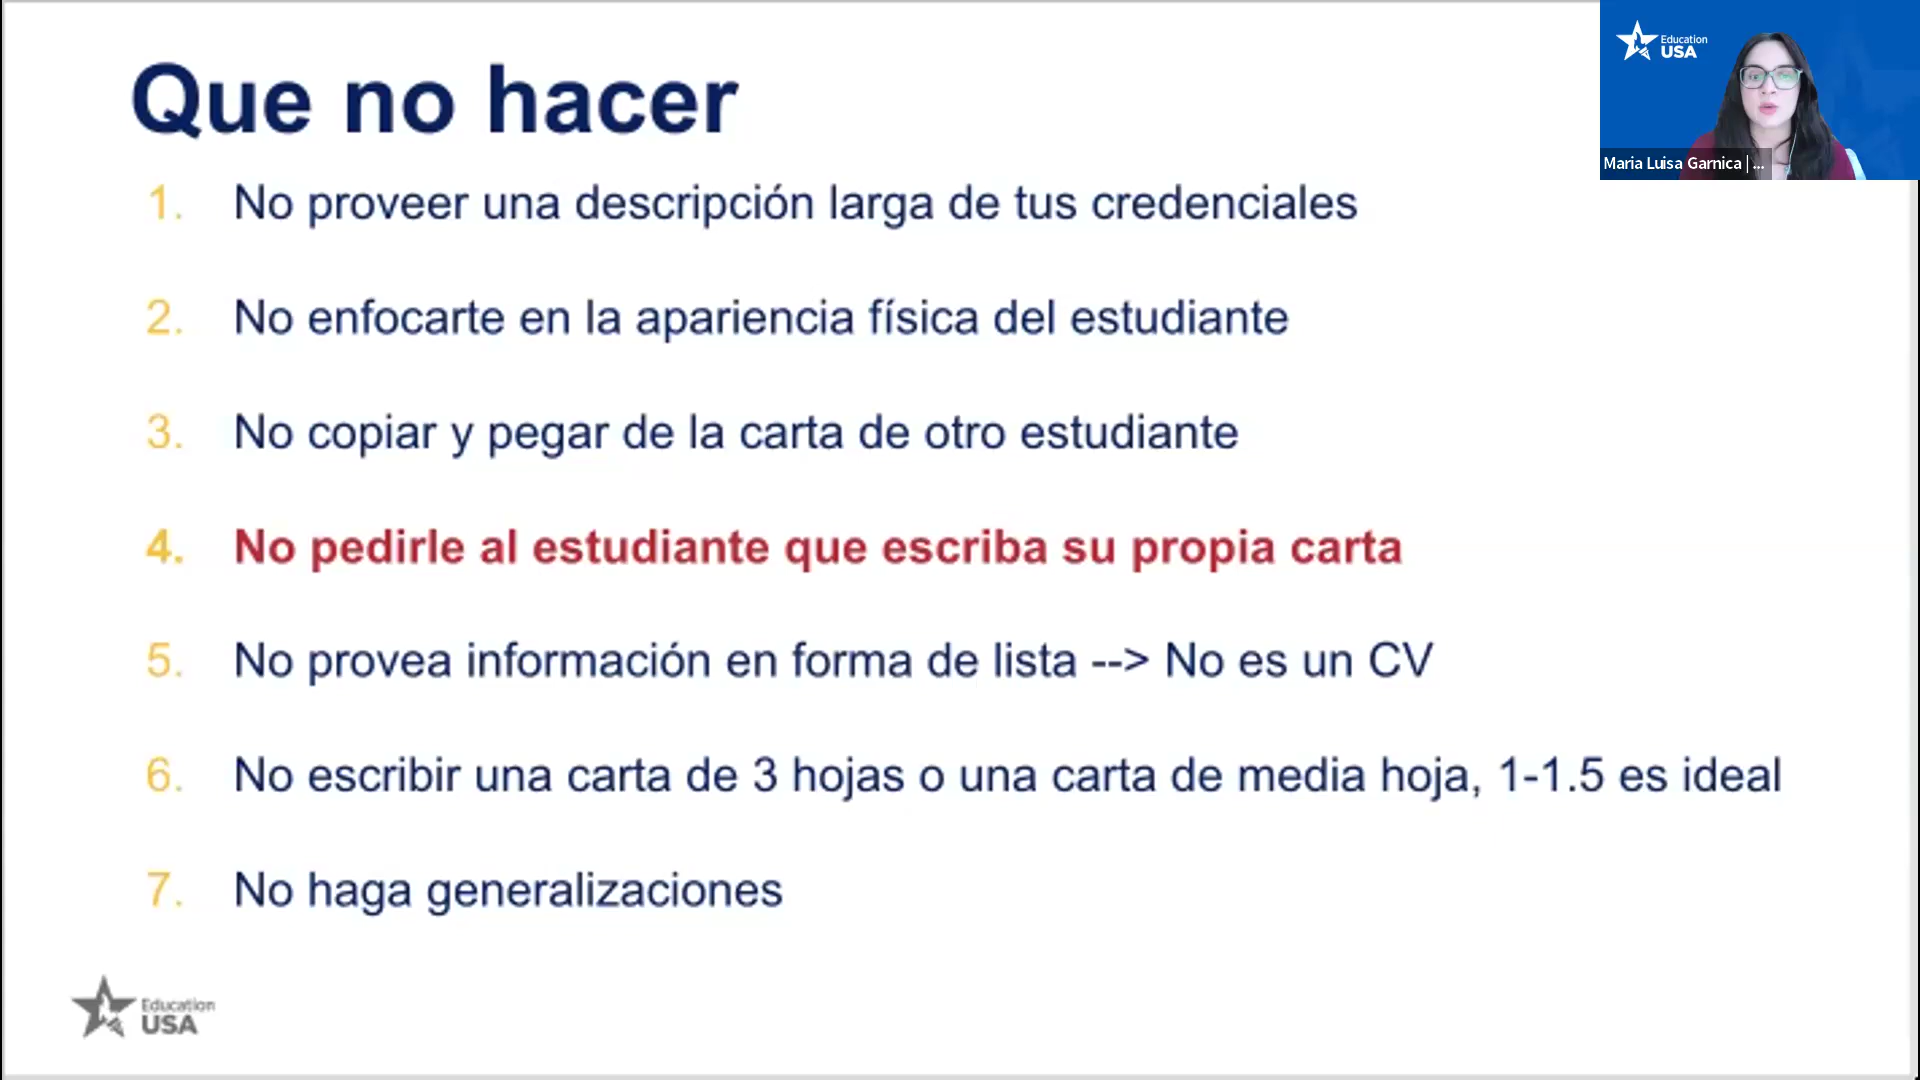 Que no hacer
1. No proveer una descripción larga de tus credenciales
2. No enfocarte en la apariencia física del estudiante
3. No copiar y pegar de la carta de otro estudiante
4. No pedirle al estudiante que escriba su propia carta
5. No provea información en forma de lista --> No es un CV
6. No escribir una carta de 3 hojas o una carta de media hoja, 1-1.5 es ideal
7. No haga generalizaciones
Education
USA
Education
USA
Maria Luisa Garnica | ...